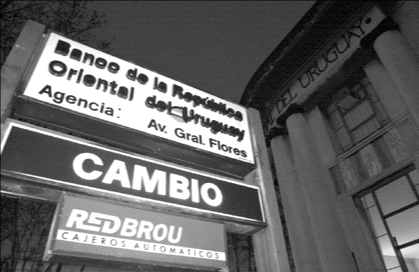 Banco de la República
Oriental del Uruguay
Agencia:
Av. Gral. Flores
CAMBIO
REDBROU
CAJEROS AUTOMATICOS
DEL URUGUAY